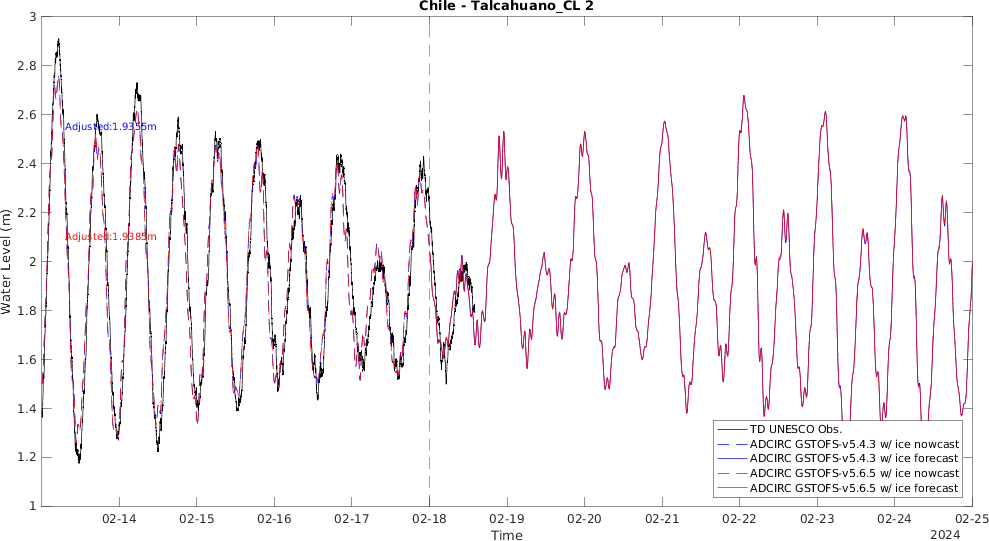 Chile - Talcahuano_CL 2
Water Level (m)
3
2.8
2.6
2.4
2.2
2
1.8
1.6
1.4
1.2
1
Adjusted:1.9355m
Adjusted:1.9385m
TD UNESCO Obs.
ADCIRC GSTOFS-v5.4.3 w/ ice nowcast
ADCIRC GSTOFS-v5.4.3 w/ ice forecast
ADCIRC GSTOFS-v5.6.5 w/ ice nowcast
ADCIRC GSTOFS-v5.6.5 w/ ice forecast
02-14 02-15 02-16 02-17 02-18 02-19 02-20 02-21 02-22 02-23 02-24 02-25
Time
2024